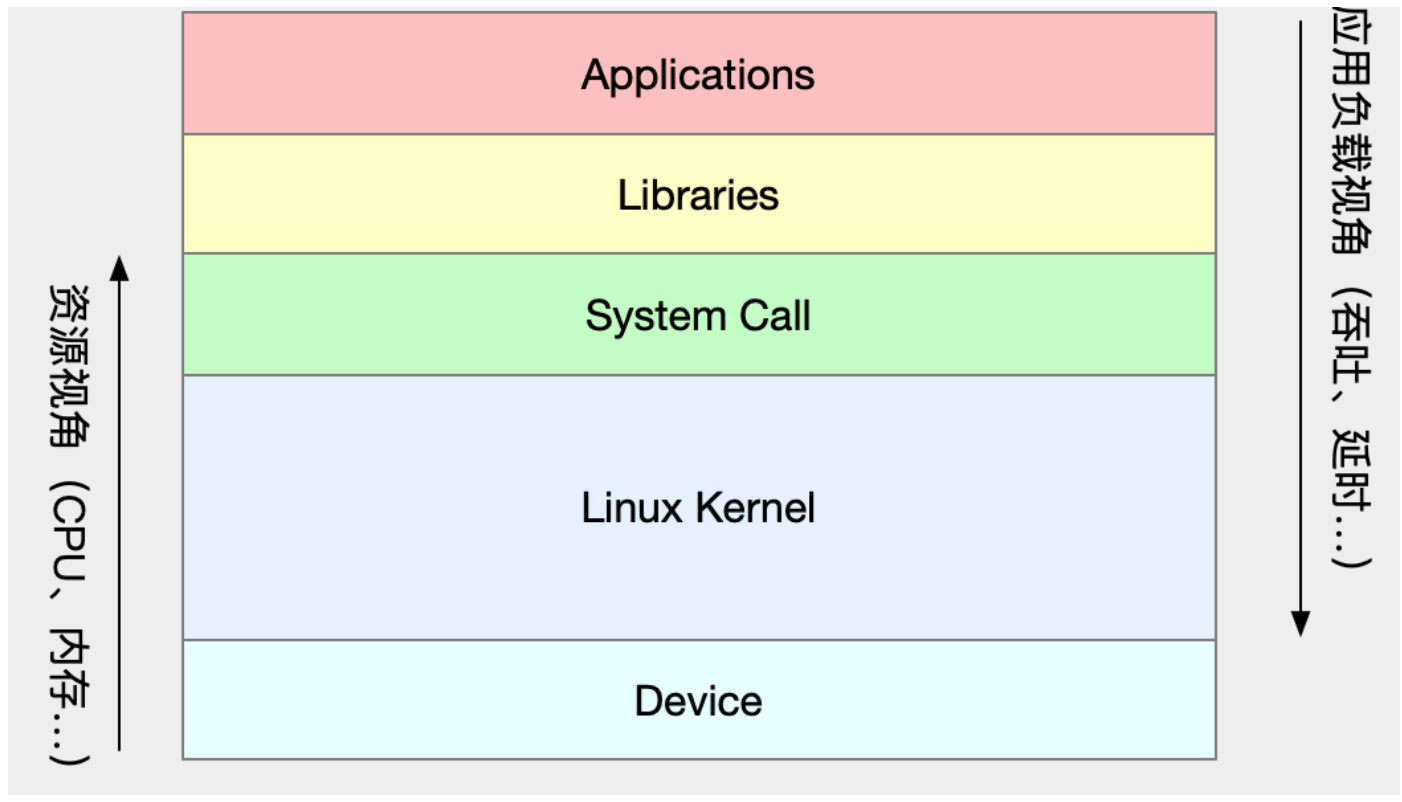 Applications
Libraries
System Call
Linux Kernel
Device
资源视角（CPU、内存...）
应用负载视角（吞吐、延时...）